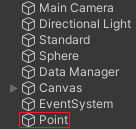 Main Camera
Directional Light
Standard
Sphere
Data Manager
Canvas
EventSystem
Point